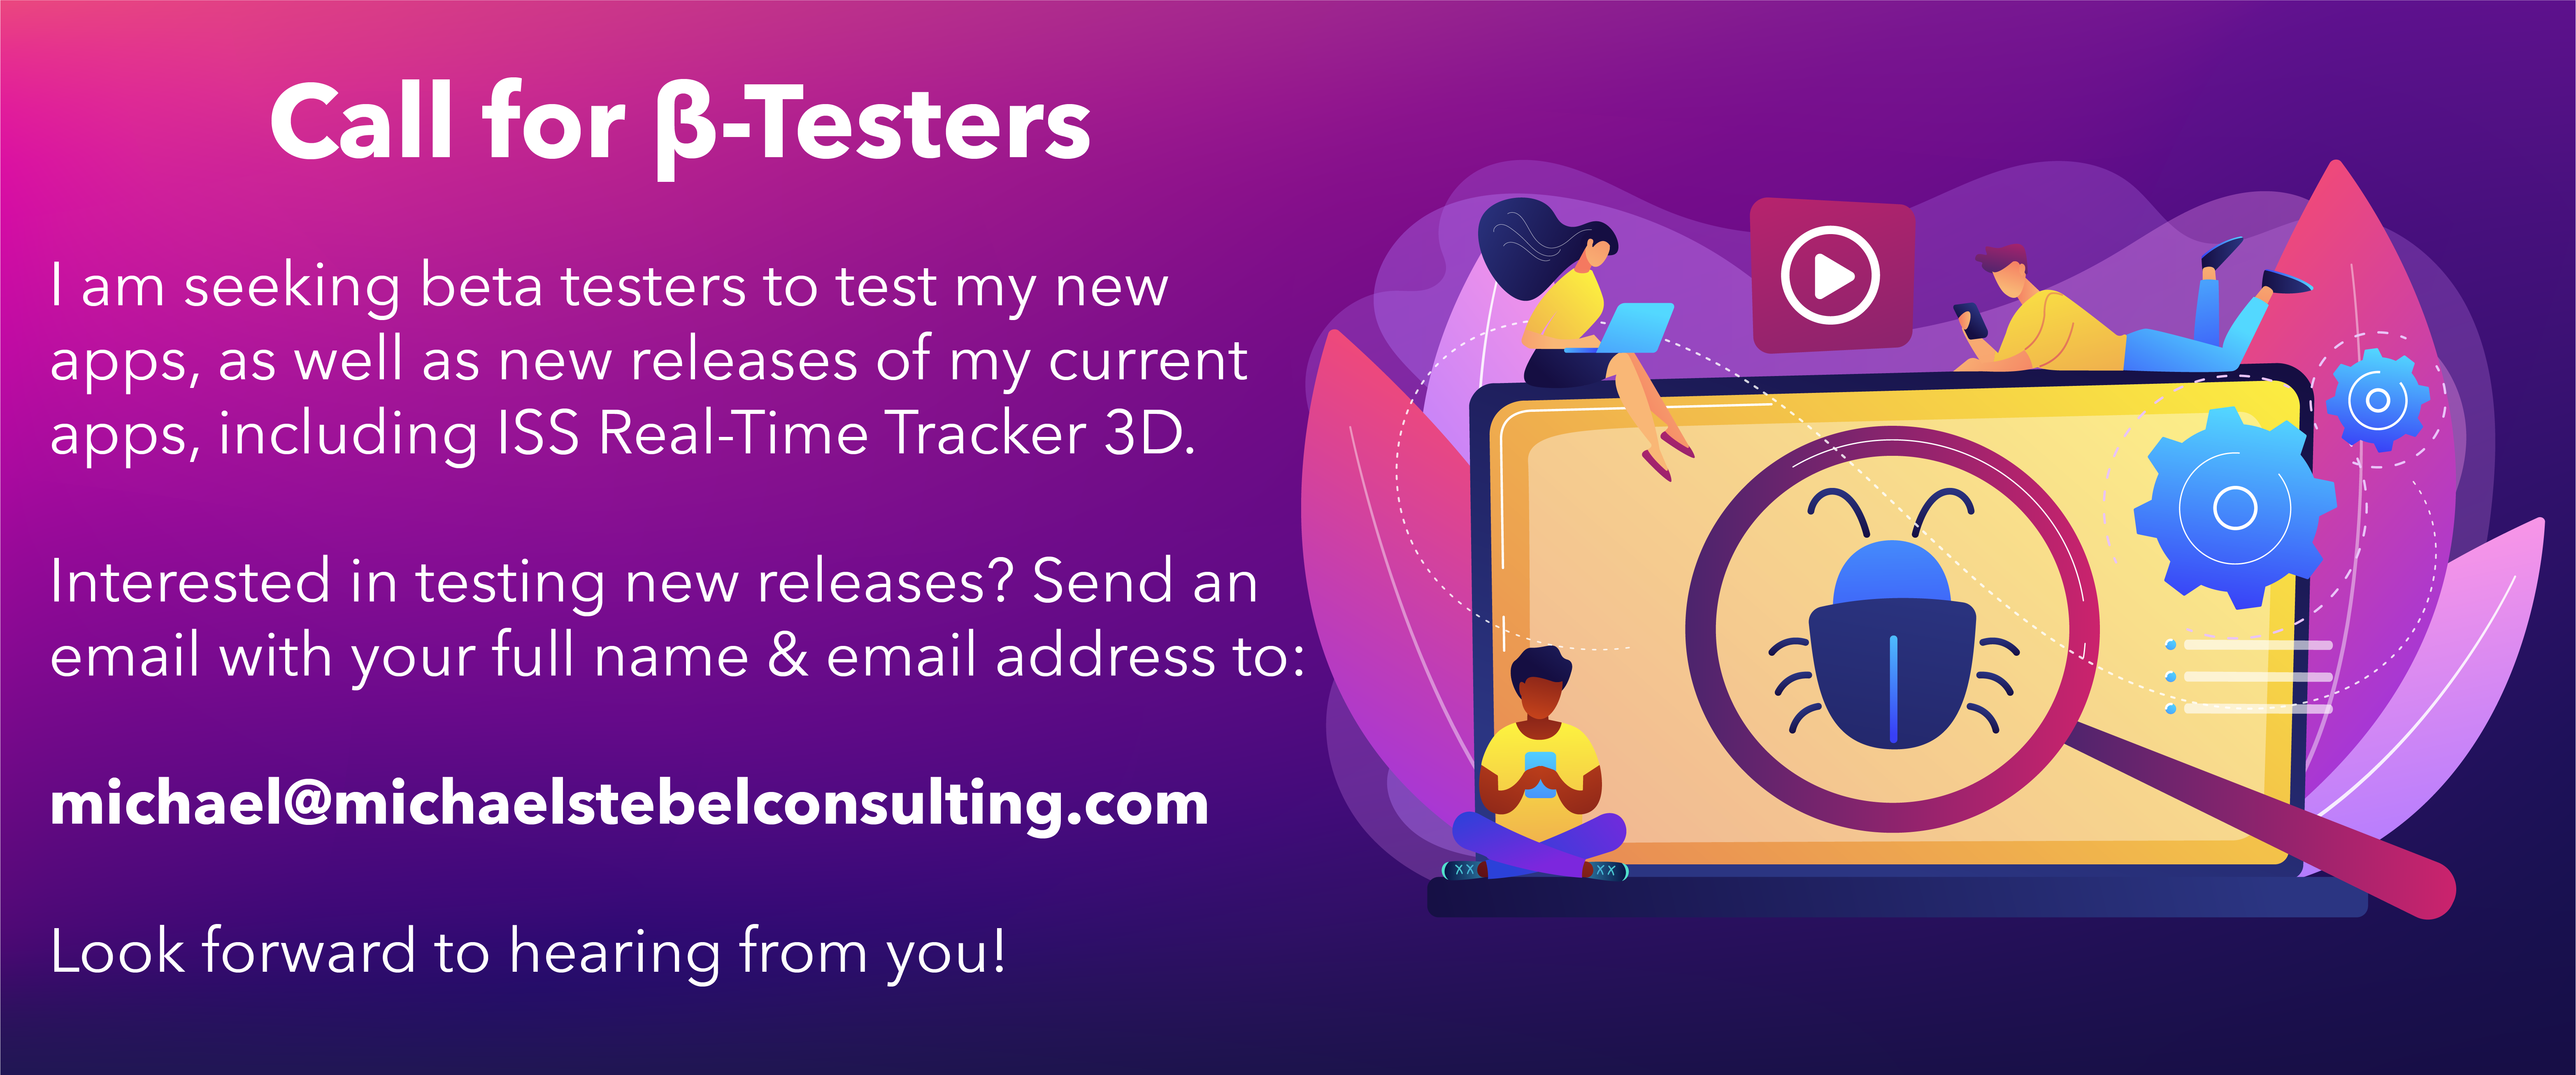 Call for β-Testers
I am seeking beta testers to test my new
apps, as well as new releases of my current
apps, including ISS Real-Time Tracker 3D.
Interested in testing new releases? Send an
email with your full name & email address to:
michael@michaelstebelconsulting.com
Look forward to hearing from you!